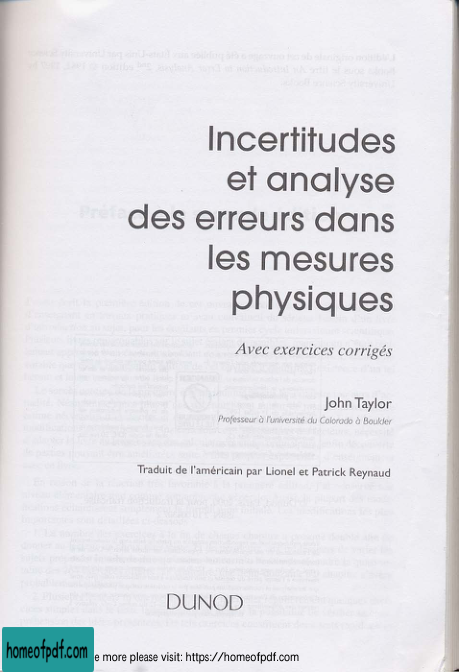 Incertitudes
et analyse
des erreurs dans
les mesures
physiques
Avec exercices corrigés
John Taylor
Professeur à l'université du Colorado à Boulder
Traduit de l'américain par Lionel et Patrick Reynaud
DUNOD
homeofpdf.com
e more please visit: https://homeofpdf.com